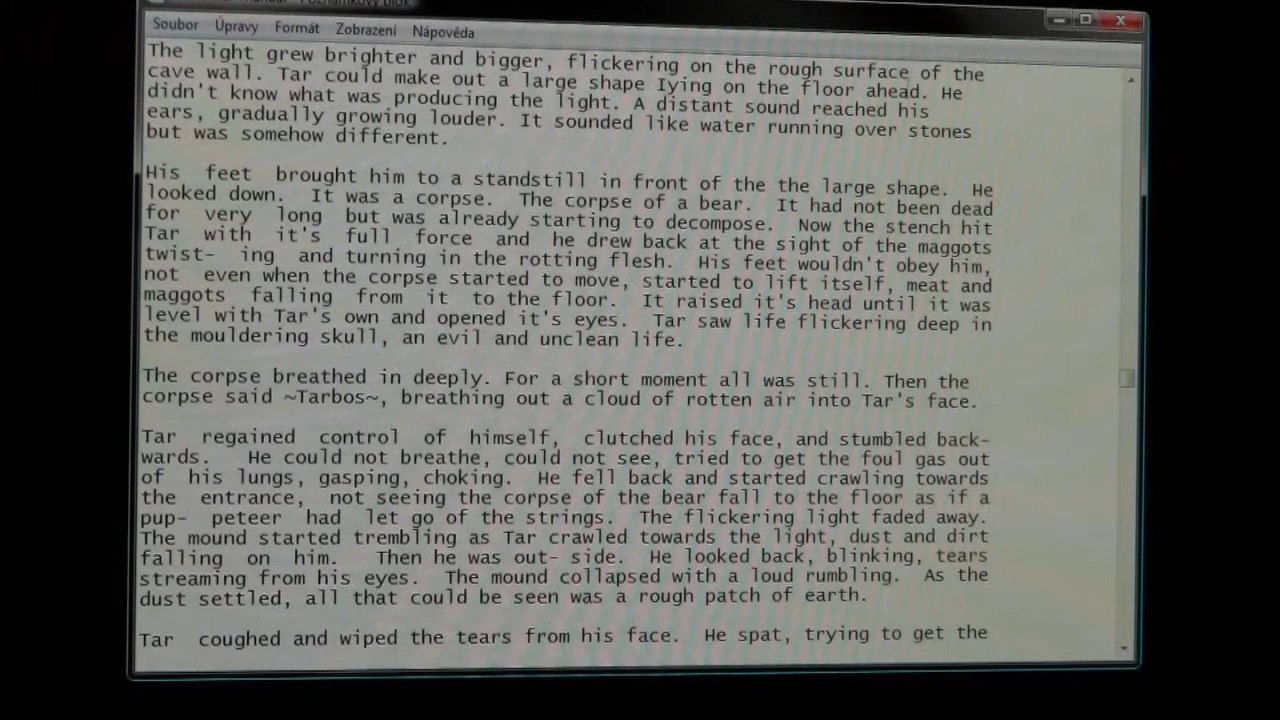 Soubor Úpravy Formát Zobrazení Nápověda
The light grew brighter and bigger, flickering on the rough surface of the
cave wall. Tar could make out a large shape Iying on the floor ahead. He
didn't know what was producing the light. A distant sound reached his
ears, gradually growing louder. It sounded like water running over stones
but was somehow different.
His feet brought him to a standstill in front of the the large shape. He
looked down. It was a corpse. The corpse of a bear. It had not been dead
for very long but was already starting to decompose. Now the stench hit
Tar with it's full force and he drew back at the sight of the maggots
twist- ing and turning in the rotting flesh. His feet wouldn't obey him,
not even when the corpse started to move, started to lift itself, meat and
maggots falling from it to the floor. It raised it's head until it was
level with Tar's own and opened it's eyes. Tar saw life flickering deep in
the mouldering skull, an evil and unclean life.
The corpse breathed in deeply. For a short moment all was still. Then the
corpse said ~Tarbos~, breathing out a cloud of rotten air into Tar's face.
Tar regained control of himself, clutched his face, and stumbled back-
wards. He could not breathe, could not see, tried to get the foul gas out
of his lungs, gasping, choking. He fell back and started crawling towards
the entrance, not seeing the corpse of the bear fall to the floor as if a
pup- peteer had let go of the strings. The flickering light faded away.
The mound started trembling as Tar crawled towards the light, dust and dirt
falling on him. Then he was out- side. He looked back, blinking, tears
streaming from his eyes. The mound collapsed with a loud rumbling. As the
dust settled, all that could be seen was a rough patch of earth.
Tar coughed and wiped the tears from his face. He spat, trying to get the